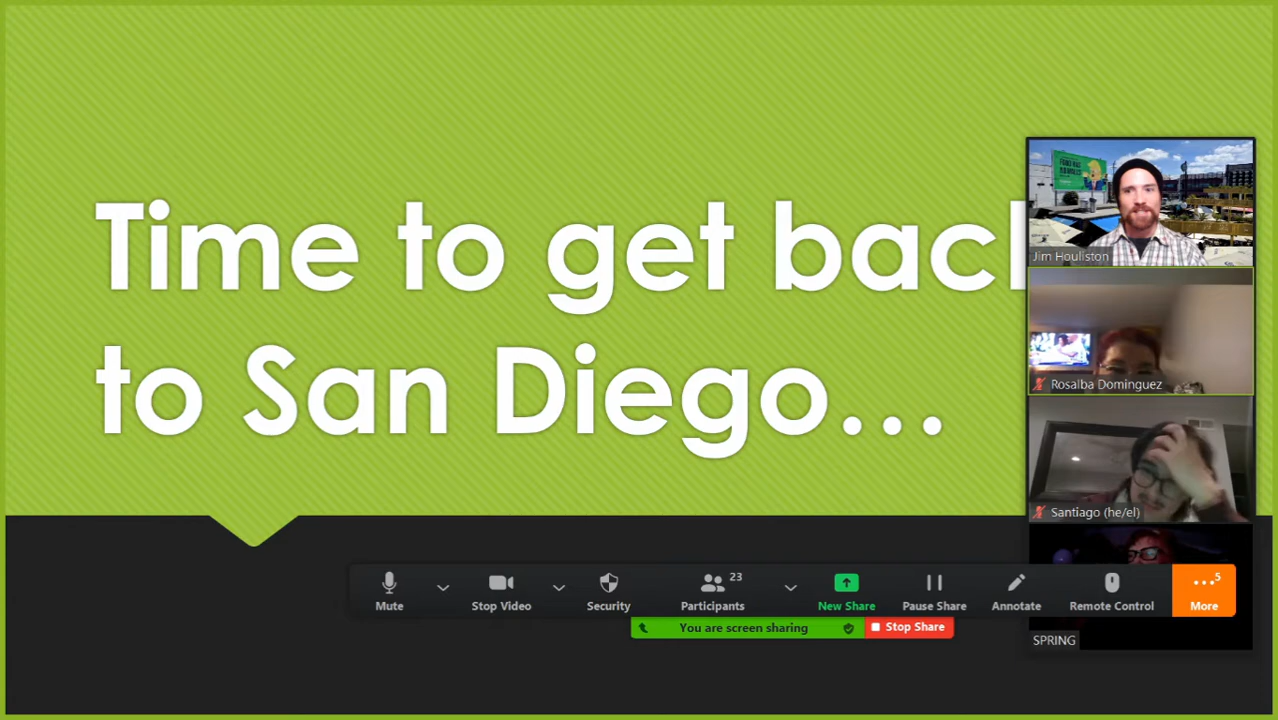 Time to get back
to San Diego...
Jim Houliston
Rosalba Dominguez
Santiago (he/el)
SPRING
Mute
Stop Video
Security
23
Participants
New Share
Pause Share
Annotate
Remote Control
5
More
You are screen sharing
Stop Share